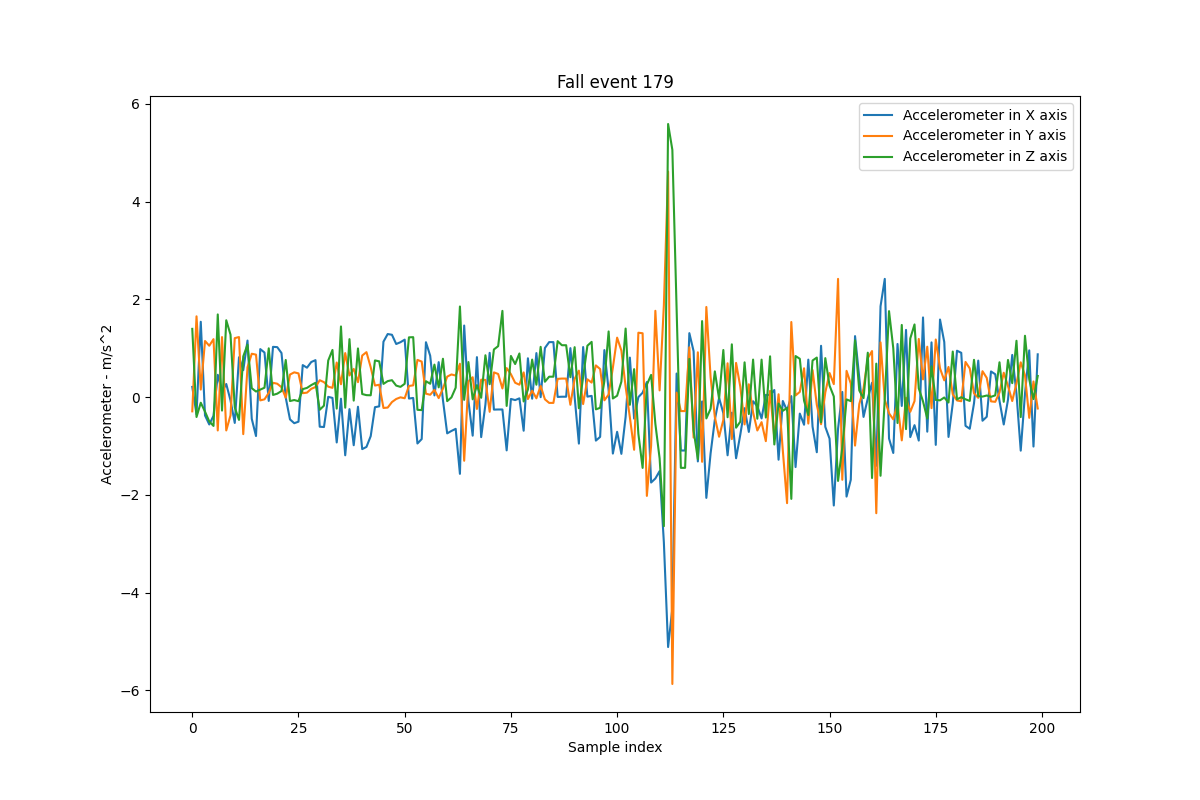 Fall event 179
Accelerometer in X axis
Accelerometer in Y axis
Accelerometer in Z axis
6
4
2
0
−2
−4
−6
Accelerometer - m/s^2
0 25 50 75 100 125 150 175 200
Sample index